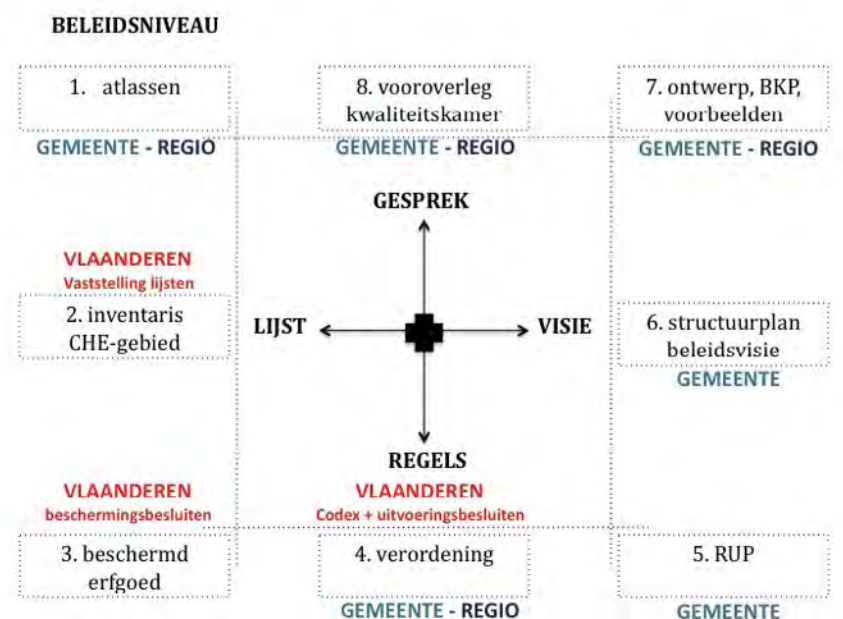 BELEIDSNIVEAU
1. atlassen
8. vooroverleg
kwaliteitskamer
7. ontwerp, BKP,
voorbeelden
GEMEENTE - REGIO
GEMEENTE - REGIO
GEMEENTE - REGIO
GESPREK
VLAANDEREN
Vaststelling lijsten
2. inventaris
CHE-gebied
LIJST
VISIE
6. structuurplan
beleidsvisie
GEMEENTE
REGELS
VLAANDEREN
beschermingsbesluiten
VLAANDEREN
Codex + uitvoeringsbesluiten
3. beschermd
erfgoed
4. verordening
5. RUP
GEMEENTE - REGIO
GEMEENTE